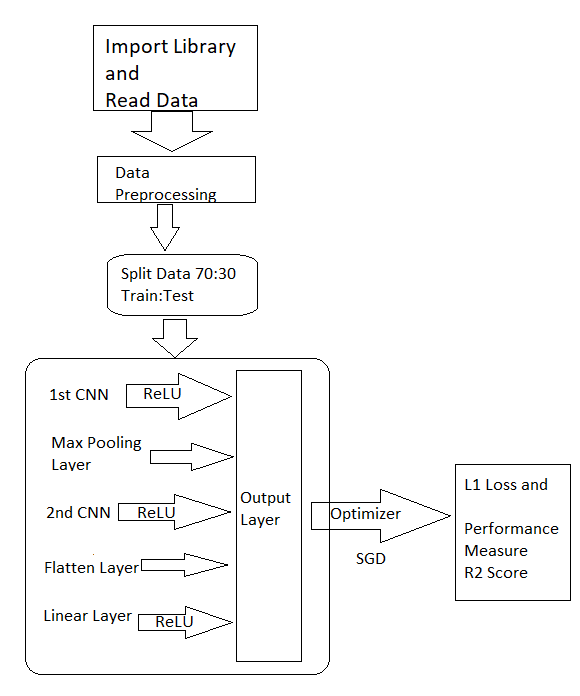 Import Library
and
Read Data
Data
Preprocessing
Split Data 70:30
Train:Test
1st CNN
ReLU
Max Pooling
Layer
2nd CNN
ReLU
Flatten Layer
Linear Layer
ReLU
Output
Layer
Optimizer
SGD
L1 Loss and
Performance
Measure
R2 Score